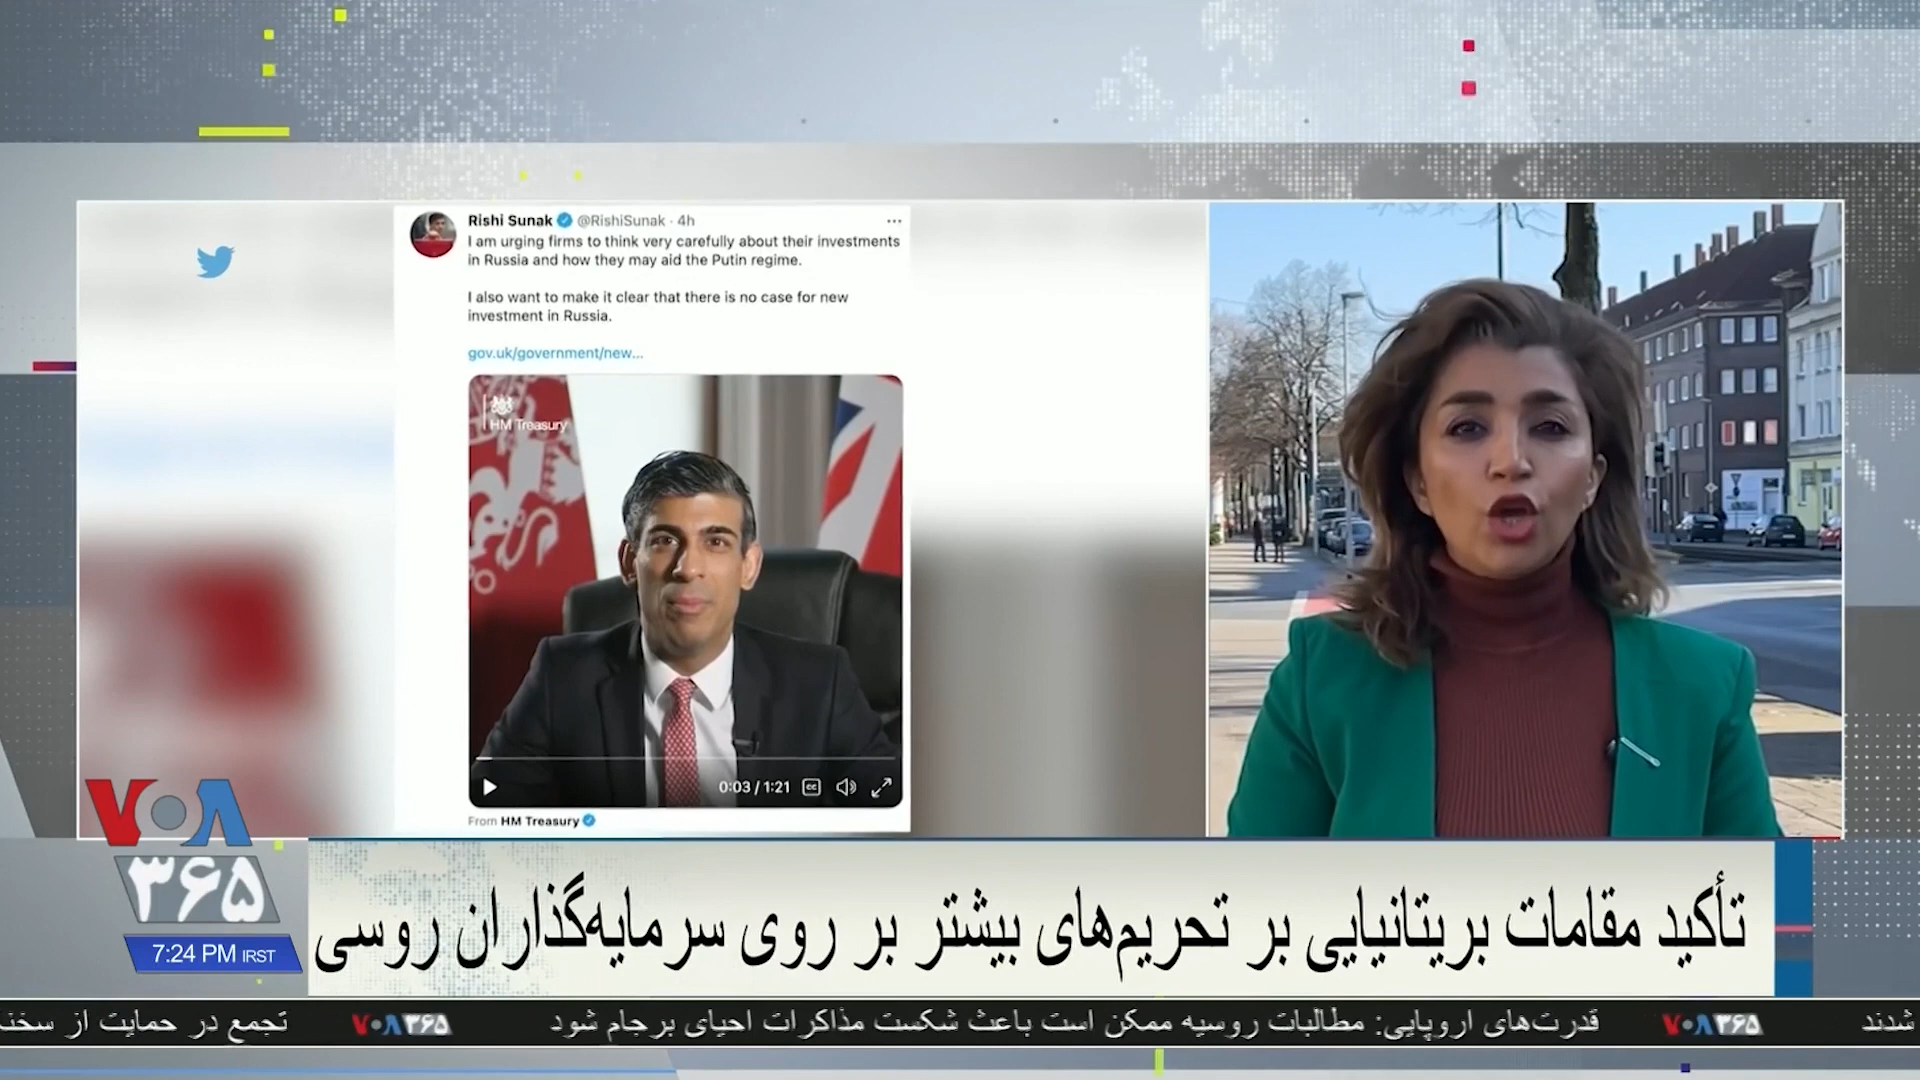 Rishi Sunak @RishiSunak · 4h
I am urging firms to think very carefully about their investments
in Russia and how they may aid the Putin regime.
I also want to make it clear that there is no case for new
investment in Russia.
gov.uk/government/new...
HM Treasury
0:03 / 1:21
CC
From HM Treasury
VOA
۳۶۵
7:24 PM IRST
تأکید مقامات بریتانیایی بر تحریم‌های بیشتر بر روی سرمایه‌گذاران روسی
شدند VOA۳۶۵ قدرت‌های اروپایی: مطالبات روسیه ممکن است باعث شکست مذاکرات احیای برجام شود VOA۳۶۵ تجمع در حمایت از